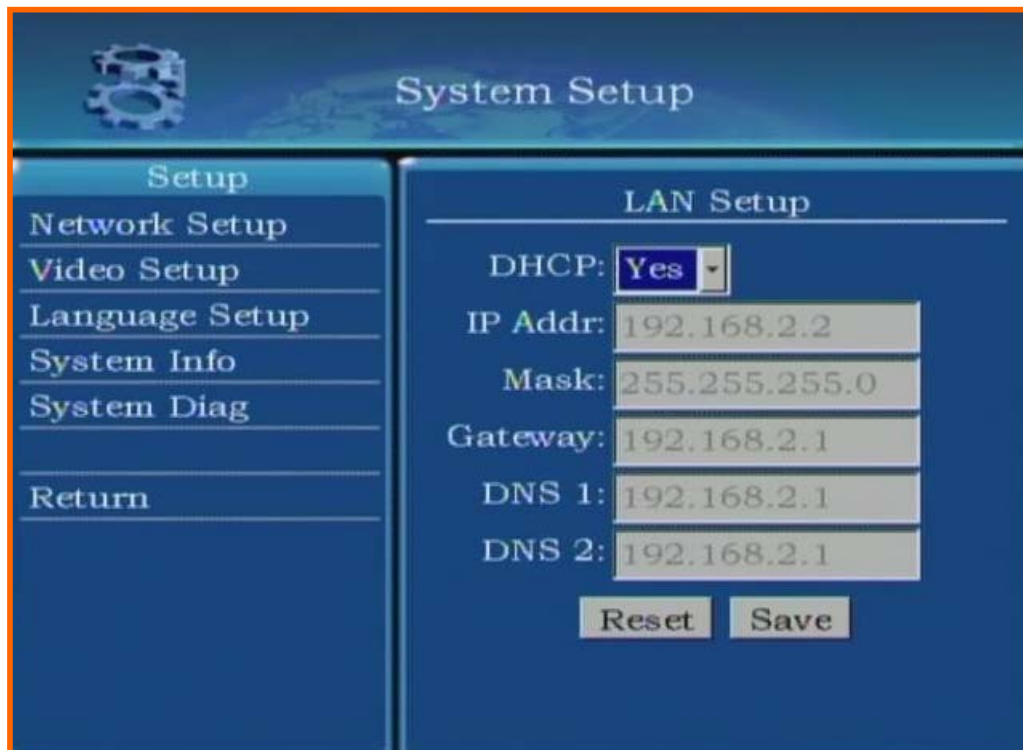 System Setup
Setup
Network Setup
Video Setup
Language Setup
System Info
System Diag
Return
LAN Setup
DHCP: Yes
IP Addr: 192.168.2.2
Mask: 255.255.255.0
Gateway: 192.168.2.1
DNS 1: 192.168.2.1
DNS 2: 192.168.2.1
Reset Save